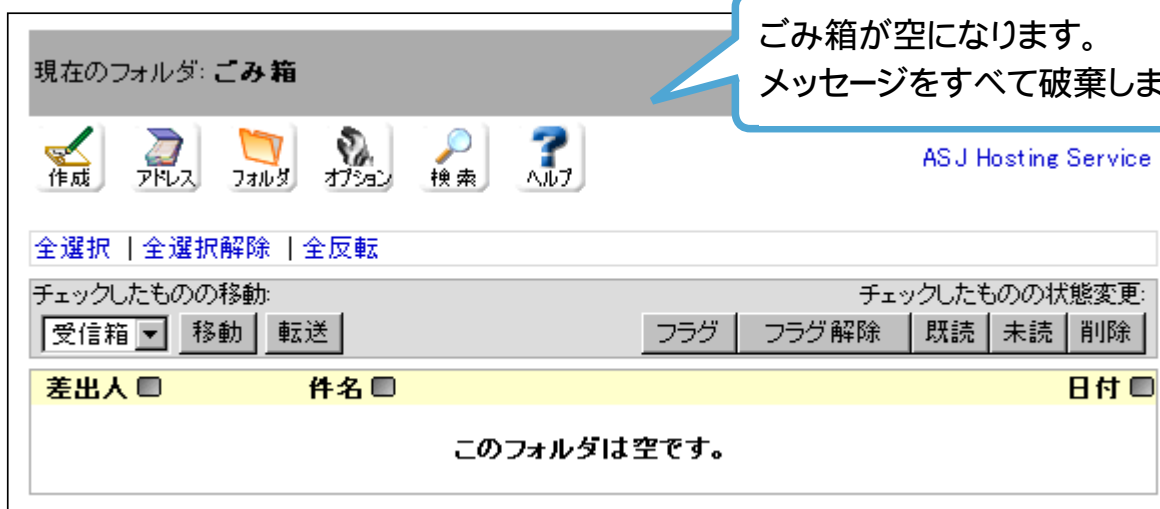 ごみ箱が空になります。
メッセージをすべて破棄しま
現在のフォルダ: ごみ箱
作成 アドレス フォルダ オプション 検索 ヘルプ
ASJ Hosting Service
全選択 | 全選択解除 | 全反転
チェックしたものの移動: チェックしたものの状態変更:
受信箱 移動 転送 フラグ フラグ解除 既読 未読 削除
差出人 件名 日付
このフォルダは空です。